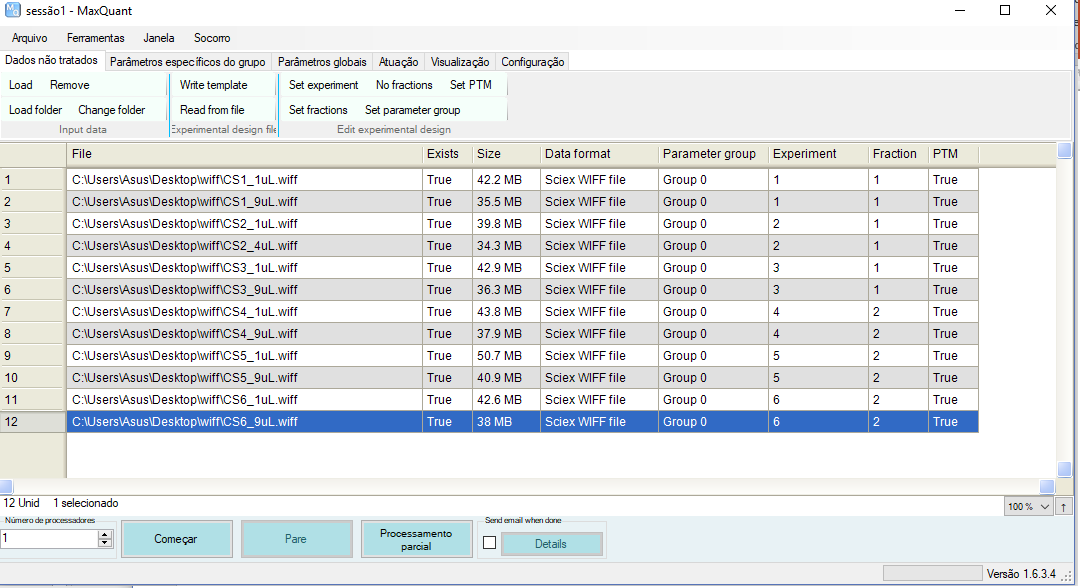 sessão1 - MaxQuant
Arquivo Ferramentas Janela Socorro
Dados não tratados Parâmetros específicos do grupo Parâmetros globais Atuação Visualização Configuração
Load Remove Write template Set experiment No fractions Set PTM
Load folder Change folder Read from file Set fractions Set parameter group
Input data Experimental design file Edit experimental design
File Exists Size Data format Parameter group Experiment Fraction PTM
1 C:\Users\Asus\Desktop\wiff\CS1_1uL.wiff True 42.2 MB Sciex WIFF file Group 0 1 1 True
2 C:\Users\Asus\Desktop\wiff\CS1_9uL.wiff True 35.5 MB Sciex WIFF file Group 0 1 1 True
3 C:\Users\Asus\Desktop\wiff\CS2_1uL.wiff True 39.8 MB Sciex WIFF file Group 0 2 1 True
4 C:\Users\Asus\Desktop\wiff\CS2_4uL.wiff True 34.3 MB Sciex WIFF file Group 0 2 1 True
5 C:\Users\Asus\Desktop\wiff\CS3_1uL.wiff True 42.9 MB Sciex WIFF file Group 0 3 1 True
6 C:\Users\Asus\Desktop\wiff\CS3_9uL.wiff True 36.3 MB Sciex WIFF file Group 0 3 1 True
7 C:\Users\Asus\Desktop\wiff\CS4_1uL.wiff True 43.8 MB Sciex WIFF file Group 0 4 2 True
8 C:\Users\Asus\Desktop\wiff\CS4_9uL.wiff True 37.9 MB Sciex WIFF file Group 0 4 2 True
9 C:\Users\Asus\Desktop\wiff\CS5_1uL.wiff True 50.7 MB Sciex WIFF file Group 0 5 2 True
10 C:\Users\Asus\Desktop\wiff\CS5_9uL.wiff True 40.9 MB Sciex WIFF file Group 0 5 2 True
11 C:\Users\Asus\Desktop\wiff\CS6_1uL.wiff True 42.6 MB Sciex WIFF file Group 0 6 2 True
12 C:\Users\Asus\Desktop\wiff\CS6_9uL.wiff True 38 MB Sciex WIFF file Group 0 6 2 True
12 Unid 1 selecionado
100 % ↑
Número de processadores Send email when done
1 Começar Pare Processamento parcial Details
Versão 1.6.3.4